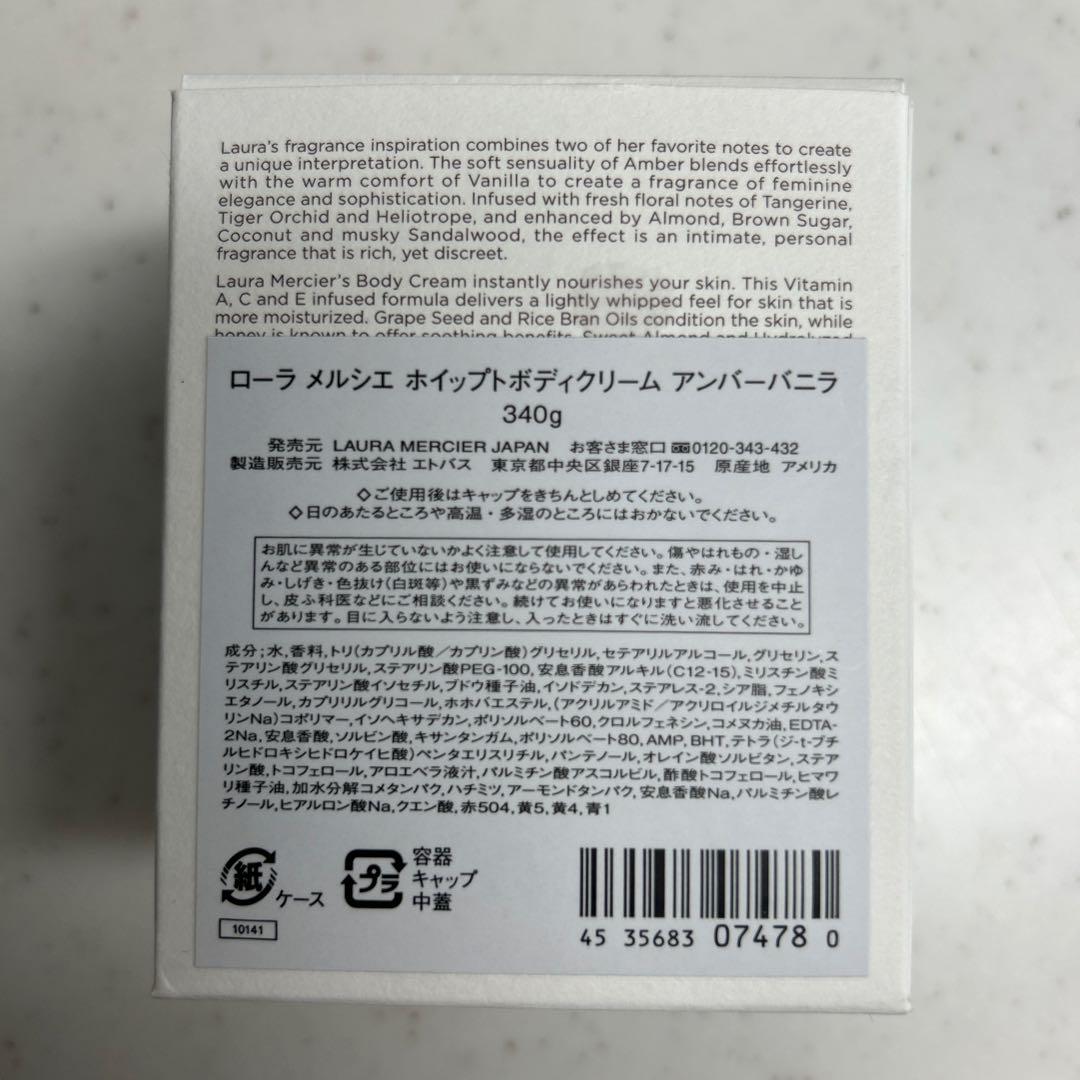 Laura's fragrance inspiration combines two of her favorite notes to create
a unique interpretation. The soft sensuality of Amber blends effortlessly
with the warm comfort of Vanilla to create a fragrance of feminine
elegance and sophistication. Infused with fresh floral notes of Tangerine,
Tiger Orchid and Heliotrope, and enhanced by Almond, Brown Sugar,
Coconut and musky Sandalwood, the effect is an intimate, personal
fragrance that is rich, yet discreet.
Laura Mercier's Body Cream instantly nourishes your skin. This Vitamin
A, C and E infused formula delivers a lightly whipped feel for skin that is
more moisturized. Grape Seed and Rice Bran Oils condition the skin, while
honey is known to offer soothing benefits. Sweet Almond and Hydrolyzed
ローラ メルシエ ホイップトボディクリーム アンバーバニラ
340g
発売元 LAURA MERCIER JAPAN お客さま窓口 0120-343-432
製造販売元 株式会社 エトバス 東京都中央区銀座7-17-15 原産地 アメリカ
◇ご使用後はキャップをきちんとしめてください。
◇日のあたるところや高温・多湿のところにはおかないでください。
お肌に異常が生じていないかよく注意して使用してください。傷やはれもの・湿し
んなど異常のある部位にはお使いにならないでください。また、赤み・はれ・かゆ
み・しげき・色抜け(白斑等)や黒ずみなどの異常があらわれたときは、使用を中止
し、皮ふ科医などにご相談ください。続けてお使いになりますと悪化させること
があります。目に入らないよう注意し、入ったときはすぐに洗い流してください。
成分;水,香料,トリ(カプリル酸/カプリン酸)グリセリル,セテアリルアルコール,グリセリン,ス
テアリン酸グリセリル,ステアリン酸PEG-100,安息香酸アルキル(C12-15),ミリスチン酸ミ
リスチル,ステアリン酸イソセチル,ブドウ種子油,イソドデカン,ステアレス-2,シア脂,フェノキシ
エタノール,カプリリルグリコール,ホホバエステル,(アクリルアミド/アクリロイルジメチルタウ
リンNa)コポリマー,イソヘキサデカン,ポリソルベート60,クロルフェネシン,コメヌカ油,EDTA-
2Na,安息香酸,ソルビン酸,キサンタンガム,ポリソルベート80,AMP,BHT,テトラ(ジ-t-ブチ
ルヒドロキシヒドロケイヒ酸)ペンタエリスリチル,パンテノール,オレイン酸ソルビタン,ステア
リン酸,トコフェロール,アロエベラ液汁,パルミチン酸アスコルビル,酢酸トコフェロール,ヒマワ
リ種子油,加水分解コメタンパク,ハチミツ,アーモンドタンパク,安息香酸Na,パルミチン酸レ
チノール,ヒアルロン酸Na,クエン酸,赤504,黄5,黄4,青1
紙 ケース
プラ 容器
キャップ
中蓋
10141
45 35683 07478 0